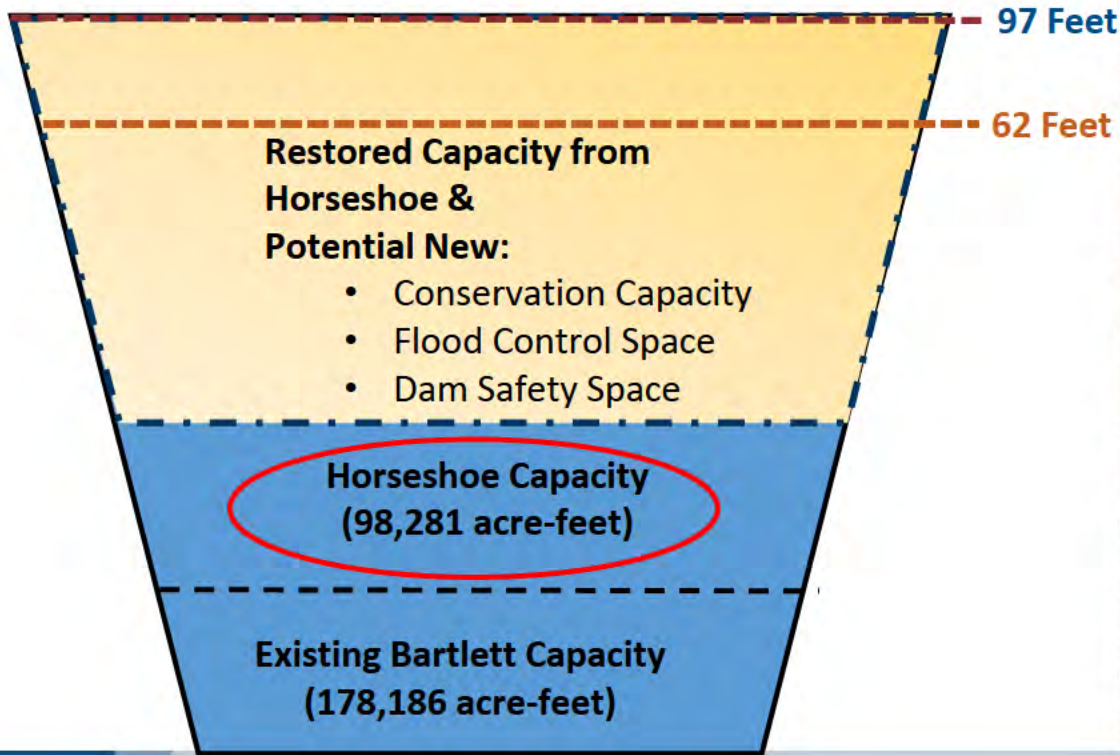 97 Feet
62 Feet
Restored Capacity from
Horseshoe &
Potential New:
• Conservation Capacity
• Flood Control Space
• Dam Safety Space
Horseshoe Capacity
(98,281 acre-feet)
Existing Bartlett Capacity
(178,186 acre-feet)